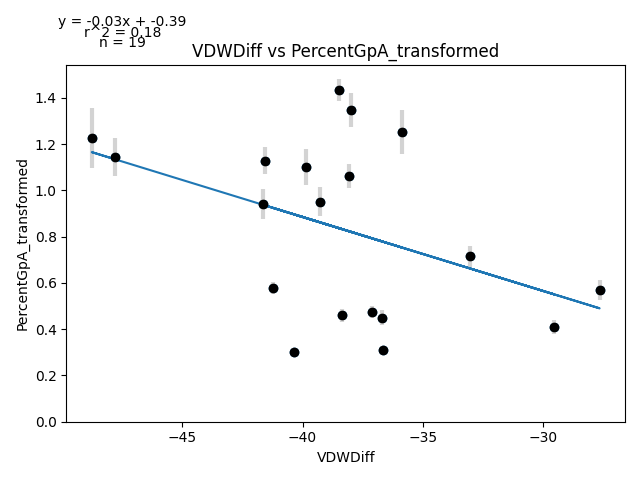 y = -0.03x + -0.39
r^2 = 0.18
n = 19
VDWDiff vs PercentGpA_transformed
PercentGpA_transformed
1.4
1.2
1.0
0.8
0.6
0.4
0.2
0.0
−45
−40
−35
−30
VDWDiff